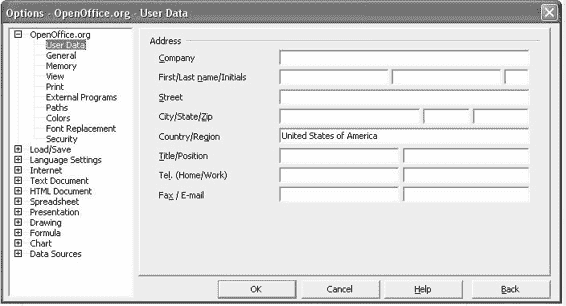 Options - OpenOffice.org - User Data
OpenOffice.org
User Data
General
Memory
View
Print
External Programs
Paths
Colors
Font Replacement
Security
Load/Save
Language Settings
Internet
Text Document
HTML Document
Spreadsheet
Presentation
Drawing
Formula
Chart
Data Sources
Address
Company
First/Last name/Initials
Street
City/State/Zip
Country/Region United States of America
Title/Position
Tel. (Home/Work)
Fax / E-mail
OK Cancel Help Back